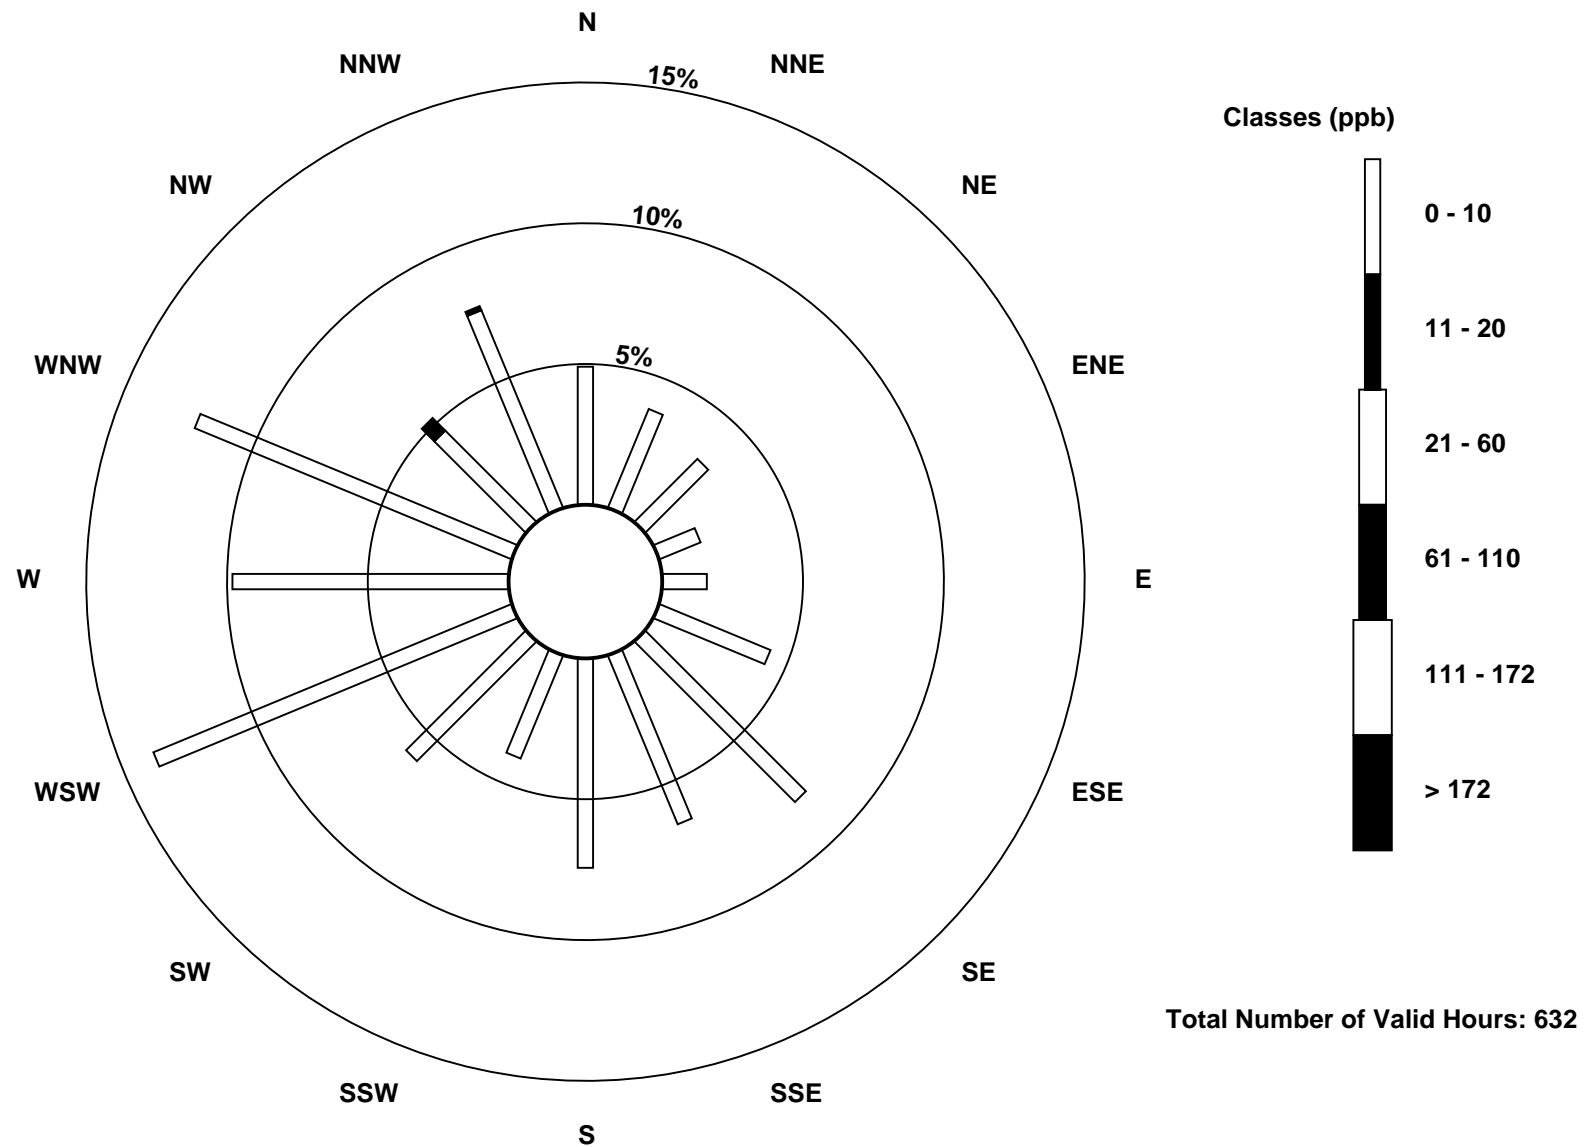 N
NNW
NNE
15%
Classes (ppb)
NW
NE
0 - 10
10%
11 - 20
5%
WNW
ENE
21 - 60
W
E
61 - 110
111 - 172
WSW
ESE
> 172
SW
SE
Total Number of Valid Hours: 632
SSW
SSE
S